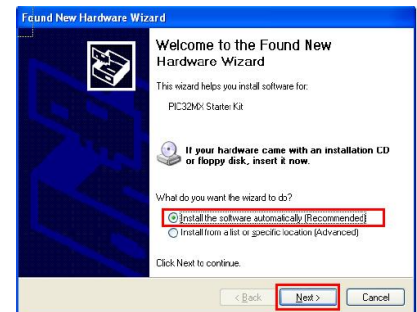 Found New Hardware Wizard
Welcome to the Found New
Hardware Wizard
This wizard helps you install software for:
PIC32MX Starter Kit
If your hardware came with an installation CD
or floppy disk, insert it now.
What do you want the wizard to do?
Install the software automatically (Recommended)
Install from a list or specific location (Advanced)
Click Next to continue.
< Back Next > Cancel